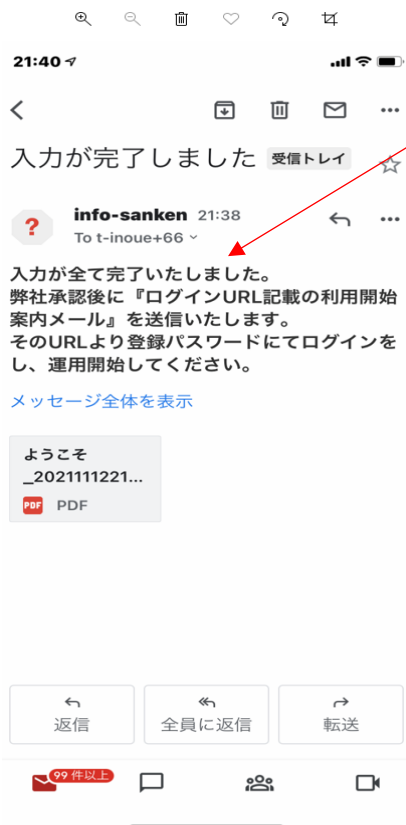 21:40
入力が完了しました 受信トレイ
?
info-sanken 21:38
To t-inoue+66
入力が全て完了いたしました。
弊社承認後に『ログインURL記載の利用開始
案内メール』を送信いたします。
そのURLより登録パスワードにてログインを
し、運用開始してください。
メッセージ全体を表示
ようこそ
_2021111221...
PDF PDF
返信 全員に返信 転送
99 件以上